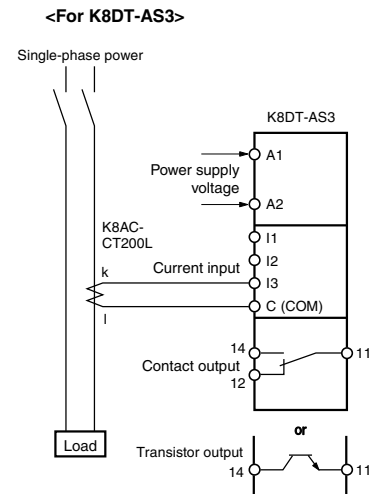 <For K8DT-AS3>
Single-phase power
K8DT-AS3
A1
Power supply
voltage
A2
K8AC-
CT200L
I1
I2
k
Current input
I3
C (COM)
l
14
11
Contact output
12
or
Load
Transistor output
14
11